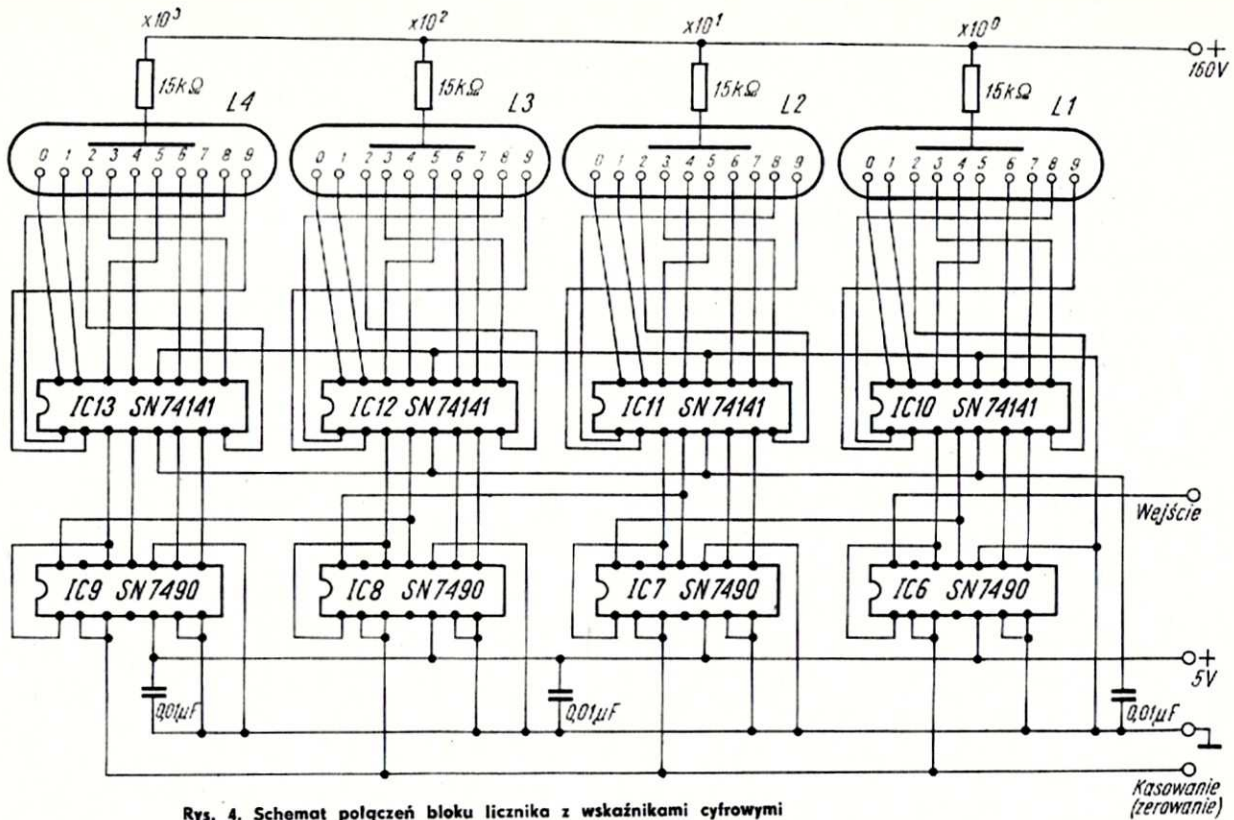 x10³ x10² x10¹ x10⁰
+
160V
15kΩ 15kΩ 15kΩ 15kΩ
L4 L3 L2 L1
0 1 2 3 4 5 6 7 8 9 0 1 2 3 4 5 6 7 8 9 0 1 2 3 4 5 6 7 8 9 0 1 2 3 4 5 6 7 8 9
IC13 SN74141 IC12 SN74141 IC11 SN74141 IC10 SN74141
Wejście
IC9 SN7490 IC8 SN7490 IC7 SN7490 IC6 SN7490
+
5V
0,01μF 0,01μF 0,01μF
Kasowanie
(zerowanie)
Rys. 4. Schemat połączeń bloku licznika z wskaźnikami cyfrowymi